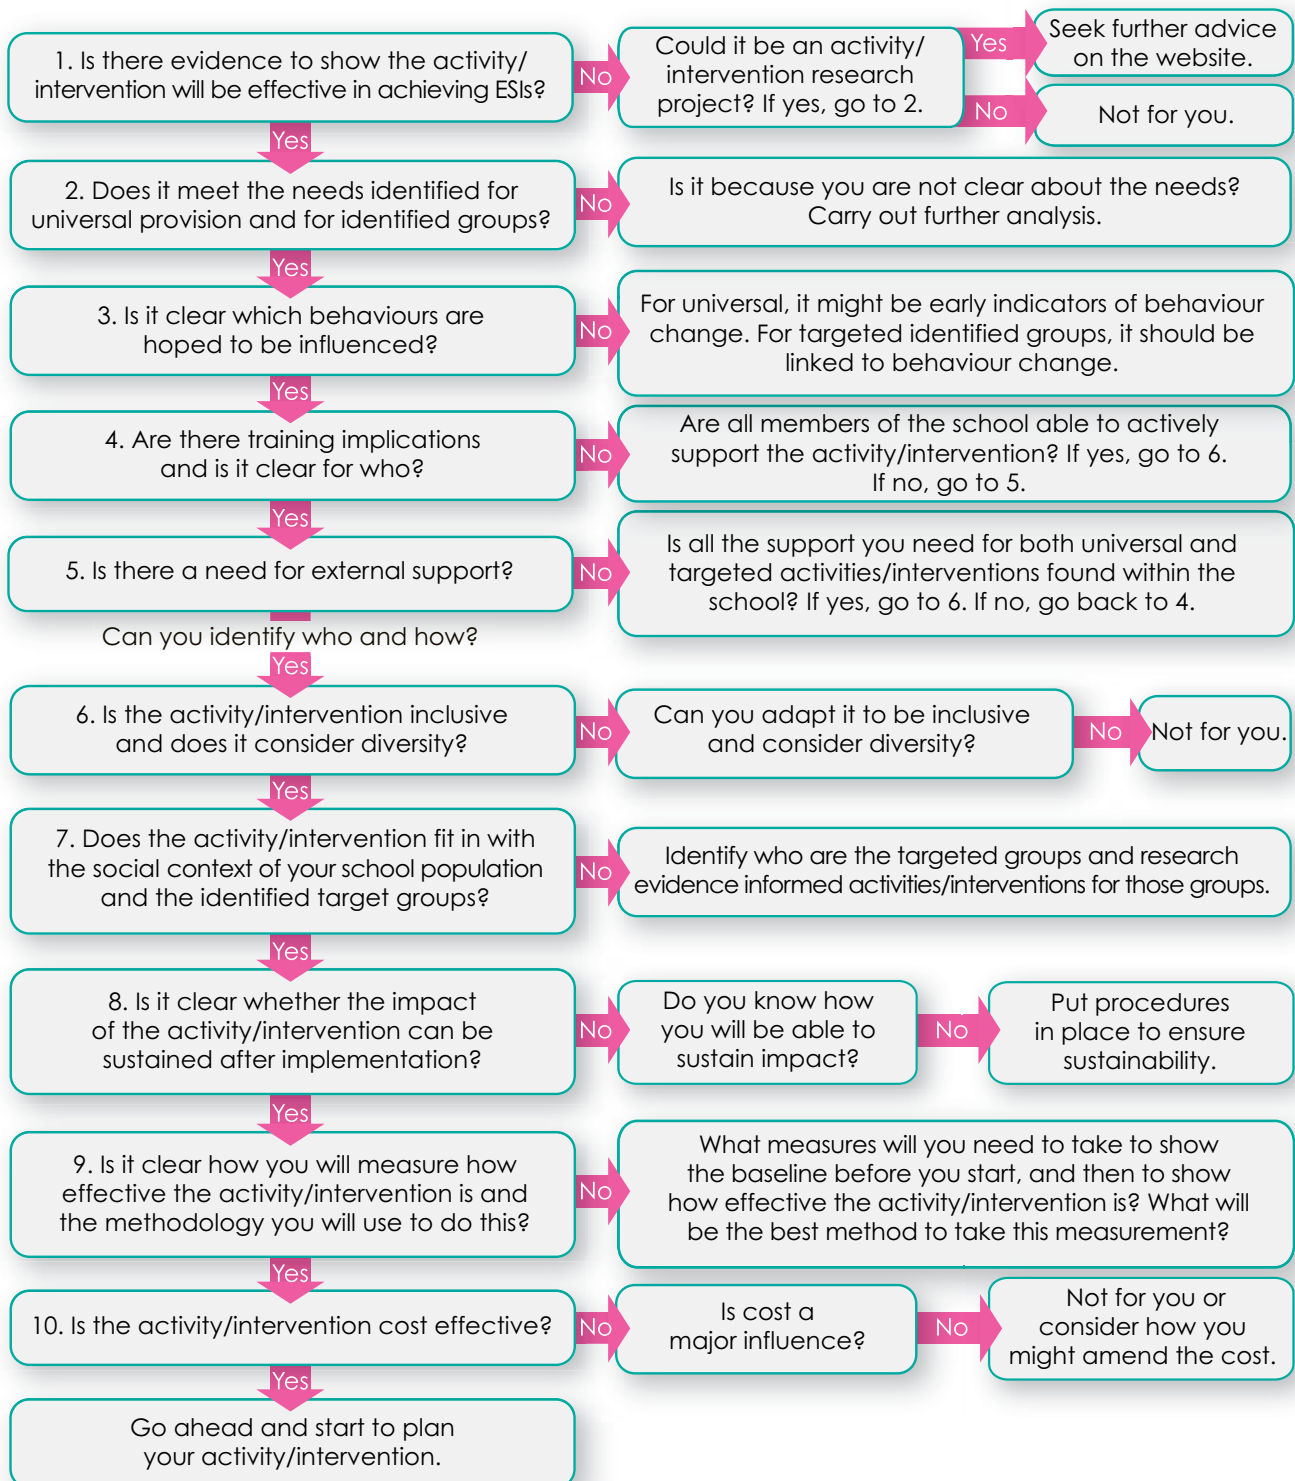 1. Is there evidence to show the activity/
intervention will be effective in achieving ESIs?
No
Could it be an activity/
intervention research
project? If yes, go to 2.
Yes
Seek further advice
on the website.
No
Not for you.
Yes
2. Does it meet the needs identified for
universal provision and for identified groups?
No
Is it because you are not clear about the needs?
Carry out further analysis.
Yes
3. Is it clear which behaviours are
hoped to be influenced?
No
For universal, it might be early indicators of behaviour
change. For targeted identified groups, it should be
linked to behaviour change.
Yes
4. Are there training implications
and is it clear for who?
No
Are all members of the school able to actively
support the activity/intervention? If yes, go to 6.
If no, go to 5.
Yes
5. Is there a need for external support?
No
Is all the support you need for both universal and
targeted activities/interventions found within the
school? If yes, go to 6. If no, go back to 4.
Can you identify who and how?
Yes
6. Is the activity/intervention inclusive
and does it consider diversity?
No
Can you adapt it to be inclusive
and consider diversity?
No
Not for you.
Yes
7. Does the activity/intervention fit in with
the social context of your school population
and the identified target groups?
No
Identify who are the targeted groups and research
evidence informed activities/interventions for those groups.
Yes
8. Is it clear whether the impact
of the activity/intervention can be
sustained after implementation?
No
Do you know how
you will be able to
sustain impact?
No
Put procedures
in place to ensure
sustainability.
Yes
9. Is it clear how you will measure how
effective the activity/intervention is and
the methodology you will use to do this?
No
What measures will you need to take to show
the baseline before you start, and then to show
how effective the activity/intervention is? What will
be the best method to take this measurement?
Yes
10. Is the activity/intervention cost effective?
No
Is cost a
major influence?
No
Not for you or
consider how you
might amend the cost.
Yes
Go ahead and start to plan
your activity/intervention.